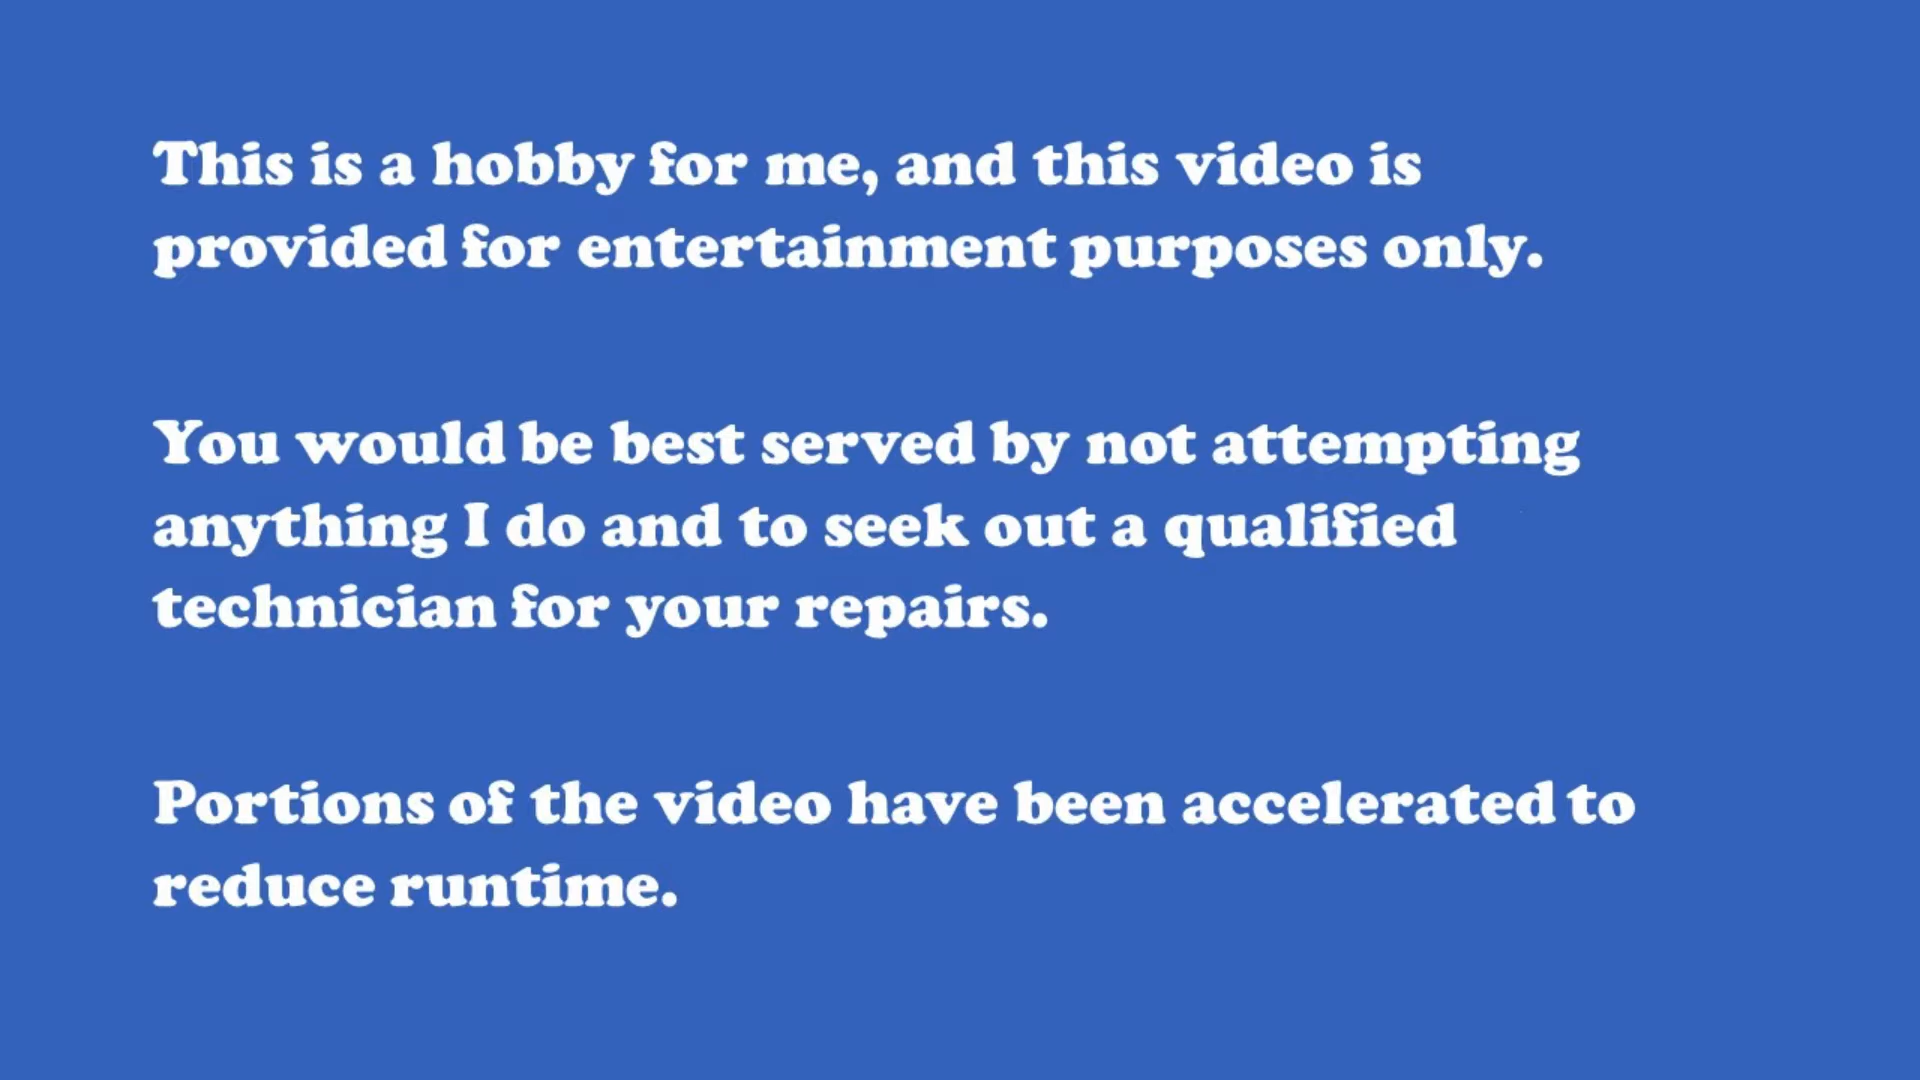 This is a hobby for me, and this video is
provided for entertainment purposes only.
You would be best served by not attempting
anything I do and to seek out a qualified
technician for your repairs.
Portions of the video have been accelerated to
reduce runtime.